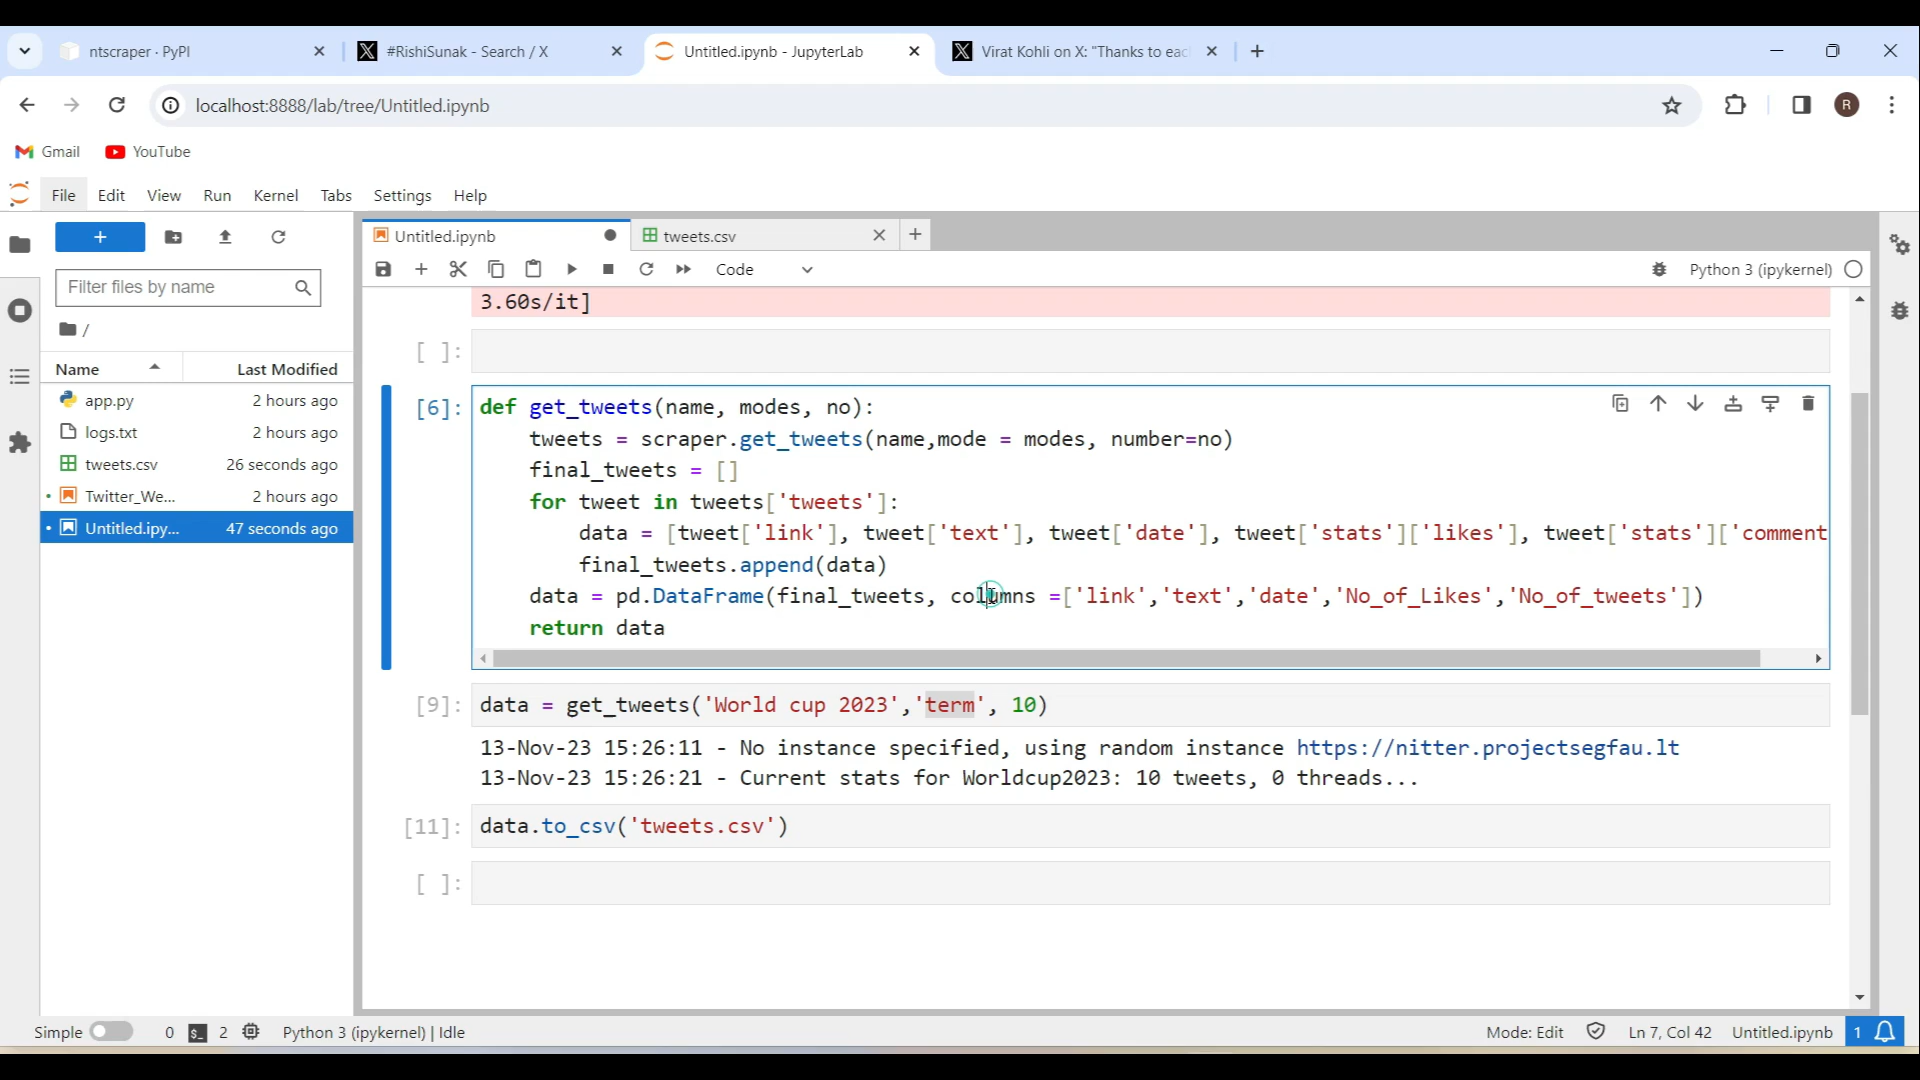 ntscraper · PyPI
#RishiSunak - Search / X
Untitled.ipynb - JupyterLab
Virat Kohli on X: "Thanks to eac
localhost:8888/lab/tree/Untitled.ipynb
R
Gmail
YouTube
File Edit View Run Kernel Tabs Settings Help
Untitled.ipynb
tweets.csv
Code
Python 3 (ipykernel)
Filter files by name
/
Name Last Modified
app.py 2 hours ago
logs.txt 2 hours ago
tweets.csv 26 seconds ago
Twitter_We... 2 hours ago
Untitled.ipy... 47 seconds ago
3.60s/it]
[ ]:
[6]: def get_tweets(name, modes, no):
tweets = scraper.get_tweets(name,mode = modes, number=no)
final_tweets = []
for tweet in tweets['tweets']:
data = [tweet['link'], tweet['text'], tweet['date'], tweet['stats']['likes'], tweet['stats']['comment
final_tweets.append(data)
data = pd.DataFrame(final_tweets, columns =['link','text','date','No_of_Likes','No_of_tweets'])
return data
[9]: data = get_tweets('World cup 2023','term', 10)
13-Nov-23 15:26:11 - No instance specified, using random instance https://nitter.projectsegfau.lt
13-Nov-23 15:26:21 - Current stats for Worldcup2023: 10 tweets, 0 threads...
[11]: data.to_csv('tweets.csv')
[ ]:
Simple 0 $_ 2 Python 3 (ipykernel) | Idle
Mode: Edit Ln 7, Col 42 Untitled.ipynb 1